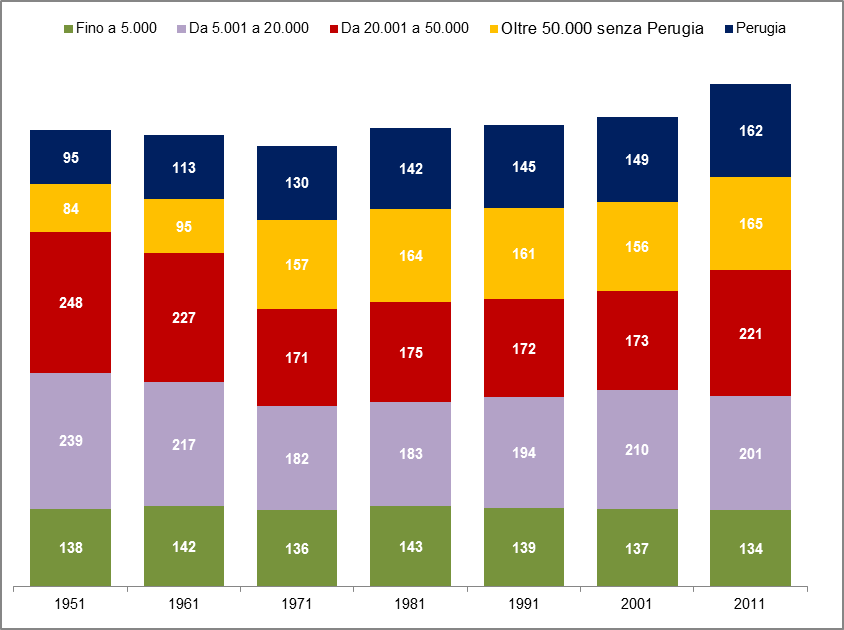 Fino a 5.000 Da 5.001 a 20.000 Da 20.001 a 50.000 Oltre 50.000 senza Perugia Perugia
95 113 130 142 145 149 162
84 95 157 164 161 156 165
248 227 171 175 172 173 221
239 217 182 183 194 210 201
138 142 136 143 139 137 134
1951 1961 1971 1981 1991 2001 2011